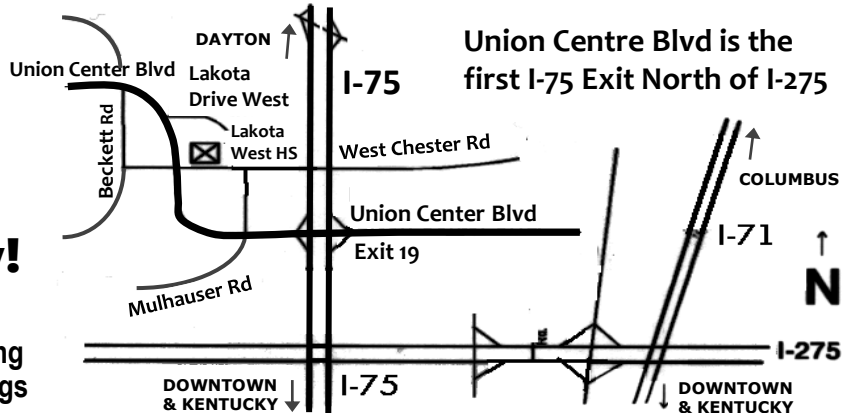 DAYTON
Union Centre Blvd is the
first I-75 Exit North of I-275
Union Center Blvd
Lakota
Drive West
I-75
Beckett Rd
Lakota
West HS
West Chester Rd
COLUMBUS
Union Center Blvd
I-71
y!
Exit 19
N
Mulhauser Rd
I-275
ng
gs
DOWNTOWN
& KENTUCKY
I-75
DOWNTOWN
& KENTUCKY